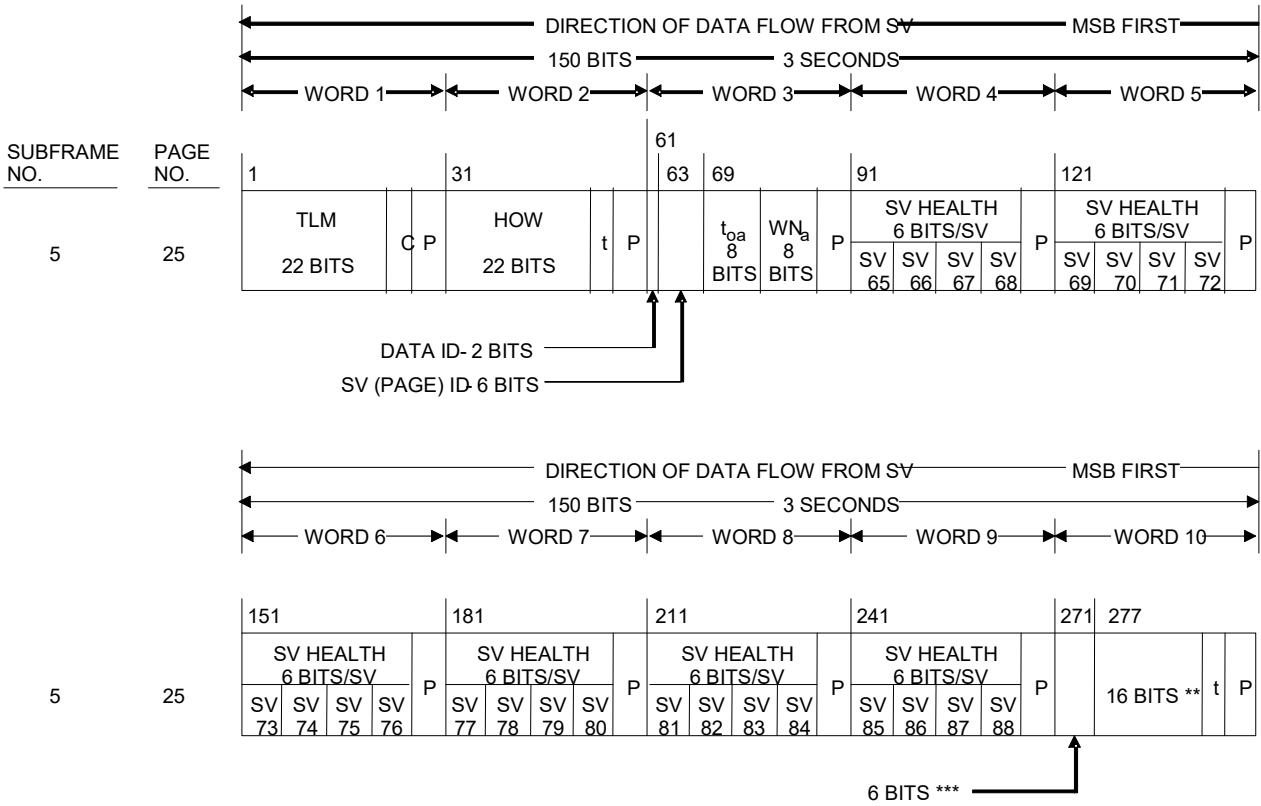 DIRECTION OF DATA FLOW FROM SV MSB FIRST
150 BITS 3 SECONDS
WORD 1 WORD 2 WORD 3 WORD 4 WORD 5
SUBFRAME NO. PAGE NO.
1 31 61 63 69 91 121
5 25
TLM 22 BITS C P
HOW 22 BITS t P
toa 8 BITS WNa 8 BITS P
SV HEALTH 6 BITS/SV P
SV 65 SV 66 SV 67 SV 68
SV HEALTH 6 BITS/SV P
SV 69 SV 70 SV 71 SV 72
DATA ID- 2 BITS
SV (PAGE) ID- 6 BITS
DIRECTION OF DATA FLOW FROM SV MSB FIRST
150 BITS 3 SECONDS
WORD 6 WORD 7 WORD 8 WORD 9 WORD 10
151 181 211 241 271 277
5 25
SV HEALTH 6 BITS/SV P
SV 73 SV 74 SV 75 SV 76
SV HEALTH 6 BITS/SV P
SV 77 SV 78 SV 79 SV 80
SV HEALTH 6 BITS/SV P
SV 81 SV 82 SV 83 SV 84
SV HEALTH 6 BITS/SV P
SV 85 SV 86 SV 87 SV 88
16 BITS ** t P
6 BITS ***